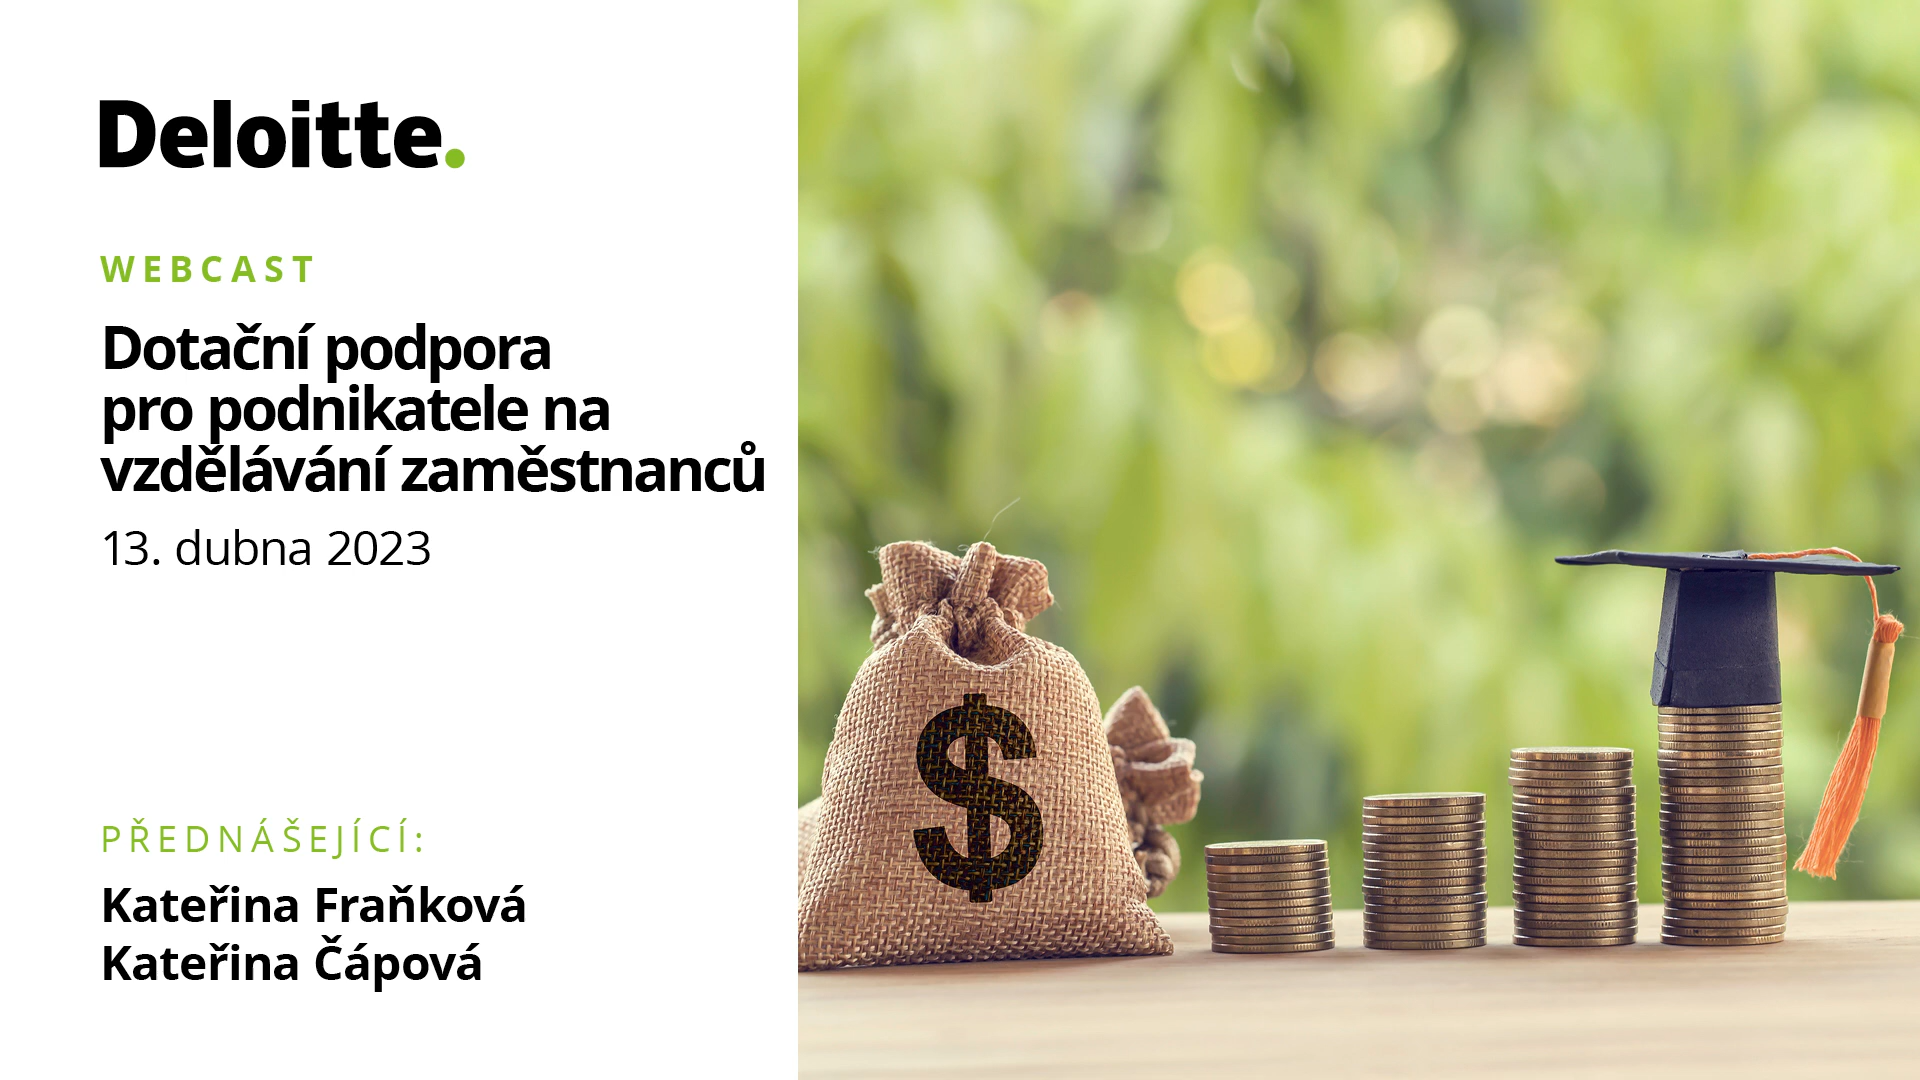 Deloitte.
WEBCAST
Dotační podpora
pro podnikatele na
vzdělávání zaměstnanců
13. dubna 2023
PŘEDNÁŠEJÍCÍ:
Kateřina Fraňková
Kateřina Čápová
$